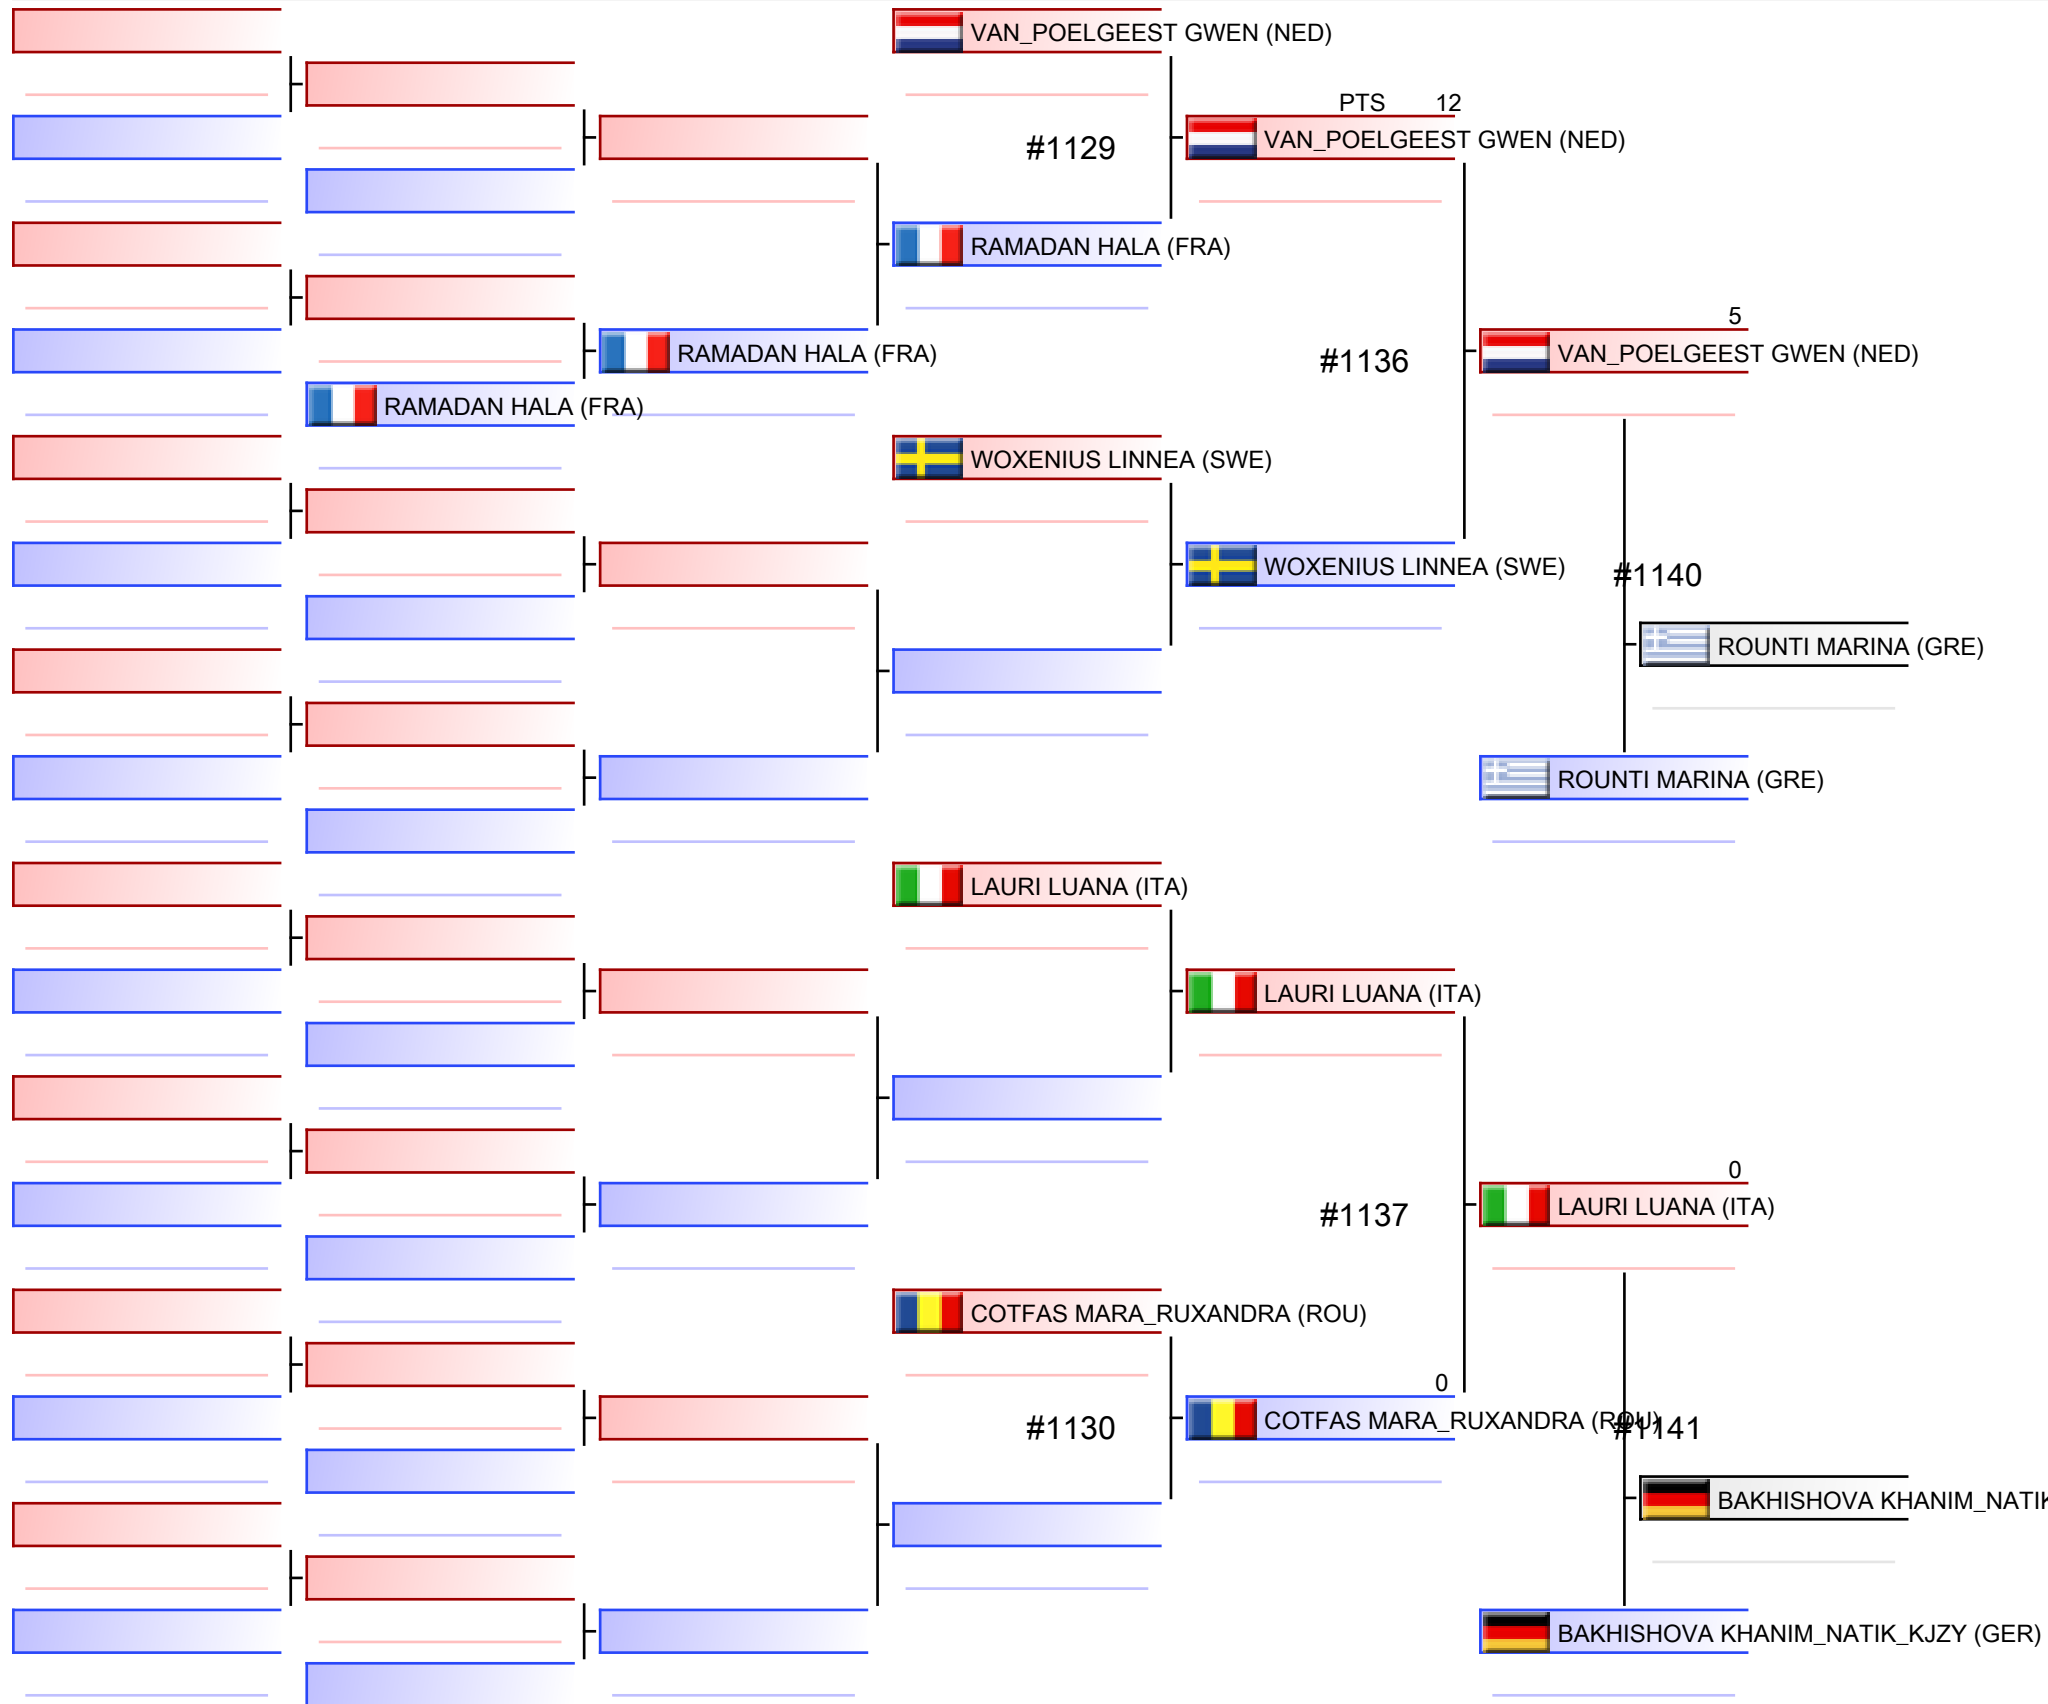 VAN_POELGEEST GWEN (NED)
PTS 12
VAN_POELGEEST GWEN (NED)
#1129
RAMADAN HALA (FRA)
5
VAN_POELGEEST GWEN (NED)
RAMADAN HALA (FRA)
#1136
RAMADAN HALA (FRA)
WOXENIUS LINNEA (SWE)
WOXENIUS LINNEA (SWE)
#1140
ROUNTI MARINA (GRE)
ROUNTI MARINA (GRE)
LAURI LUANA (ITA)
LAURI LUANA (ITA)
0
LAURI LUANA (ITA)
#1137
COTFAS MARA_RUXANDRA (ROU)
0
COTFAS MARA_RUXANDRA (ROU)
#1130
#1141
BAKHISHOVA KHANIM_NATIK
BAKHISHOVA KHANIM_NATIK_KJZY (GER)